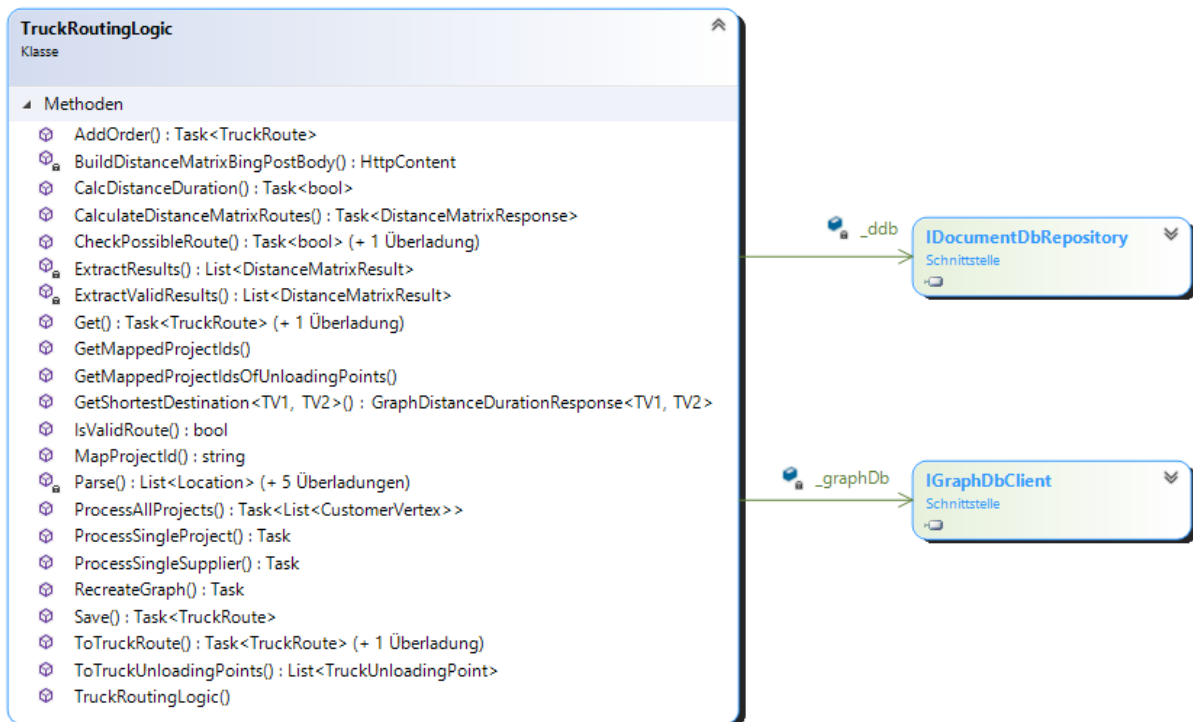 TruckRoutingLogic
Klasse
Methoden
AddOrder() : Task<TruckRoute>
BuildDistanceMatrixBingPostBody() : HttpContent
CalcDistanceDuration() : Task<bool>
CalculateDistanceMatrixRoutes() : Task<DistanceMatrixResponse>
CheckPossibleRoute() : Task<bool> (+ 1 Überladung)
ExtractResults() : List<DistanceMatrixResult>
ExtractValidResults() : List<DistanceMatrixResult>
Get() : Task<TruckRoute> (+ 1 Überladung)
GetMappedProjectIds()
GetMappedProjectIdsOfUnloadingPoints()
GetShortestDestination<TV1, TV2>() : GraphDistanceDurationResponse<TV1, TV2>
IsValidRoute() : bool
MapProjectId() : string
Parse() : List<Location> (+ 5 Überladungen)
ProcessAllProjects() : Task<List<CustomerVertex>>
ProcessSingleProject() : Task
ProcessSingleSupplier() : Task
RecreateGraph() : Task
Save() : Task<TruckRoute>
ToTruckRoute() : Task<TruckRoute> (+ 1 Überladung)
ToTruckUnloadingPoints() : List<TruckUnloadingPoint>
TruckRoutingLogic()
_ddb
IDocumentDbRepository
Schnittstelle
_graphDb
IGraphDbClient
Schnittstelle